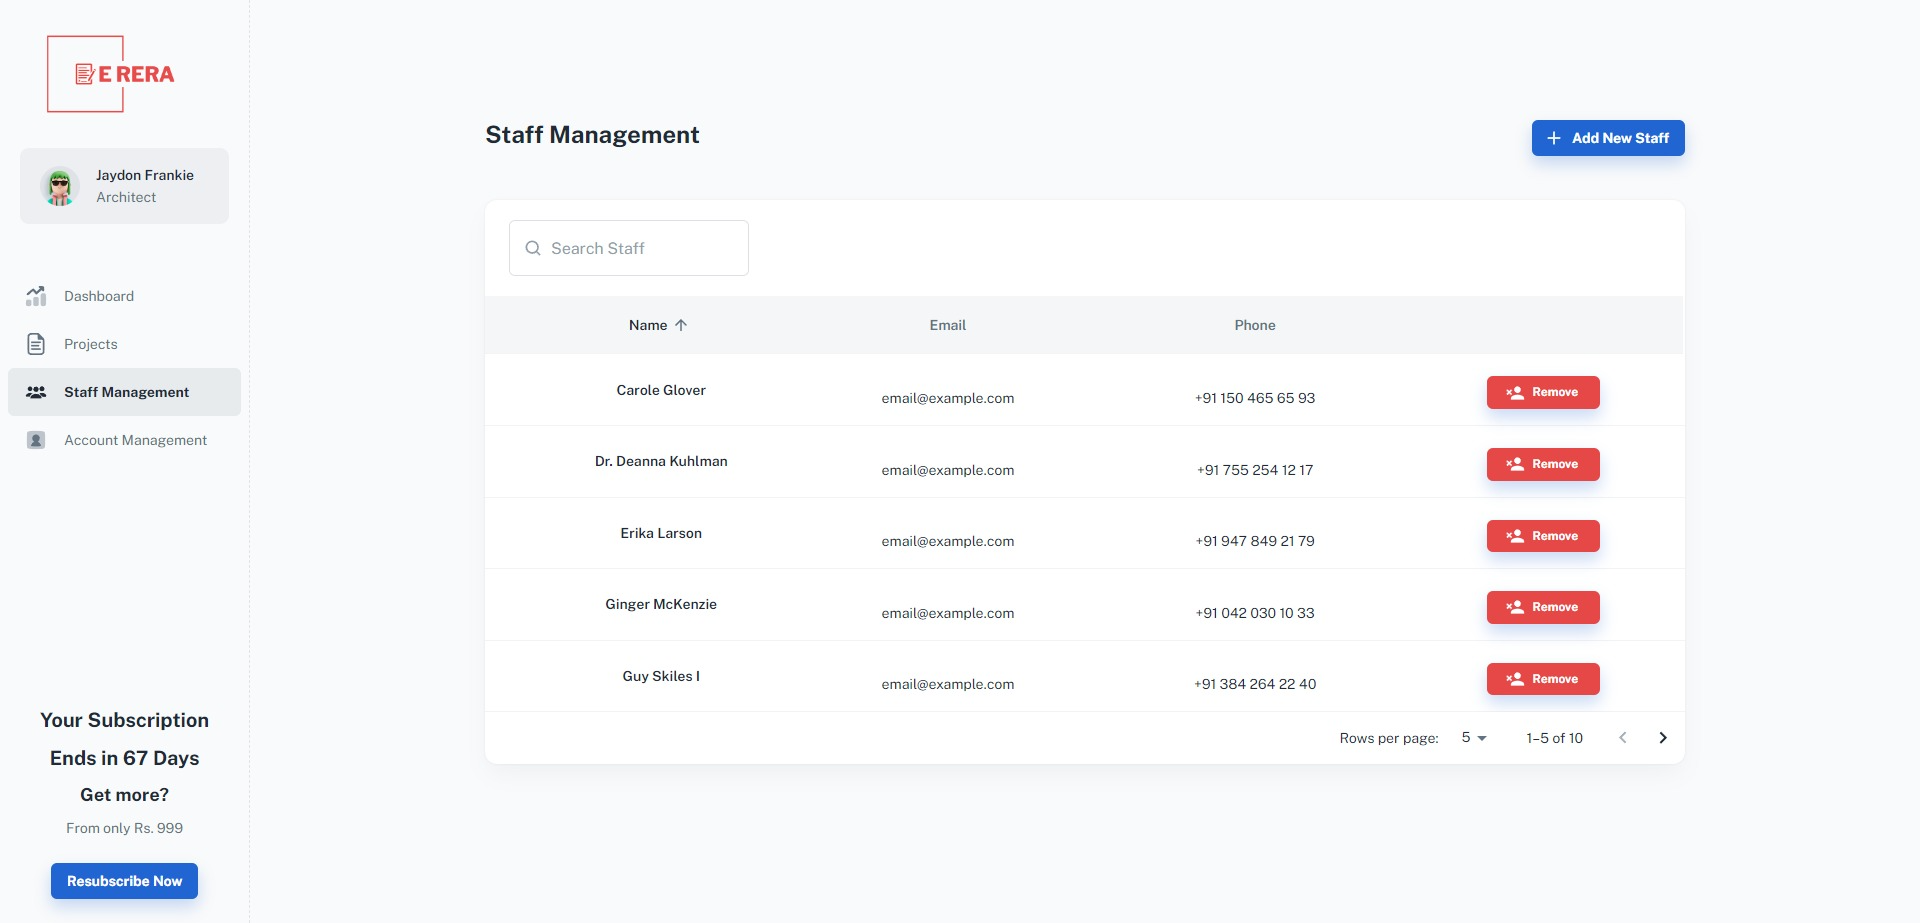 E RERA
Jaydon Frankie
Architect
Dashboard
Projects
Staff Management
Account Management
Your Subscription
Ends in 67 Days
Get more?
From only Rs. 999
Resubscribe Now
Staff Management
Add New Staff
Search Staff
Name Email Phone
Carole Glover email@example.com +91 150 465 65 93 Remove
Dr. Deanna Kuhlman email@example.com +91 755 254 12 17 Remove
Erika Larson email@example.com +91 947 849 21 79 Remove
Ginger McKenzie email@example.com +91 042 030 10 33 Remove
Guy Skiles I email@example.com +91 384 264 22 40 Remove
Rows per page: 5 1–5 of 10